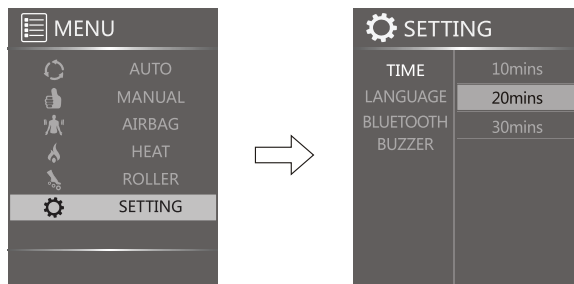 MENU
AUTO
MANUAL
AIRBAG
HEAT
ROLLER
SETTING
SETTING
TIME
LANGUAGE
BLUETOOTH
BUZZER
10mins
20mins
30mins